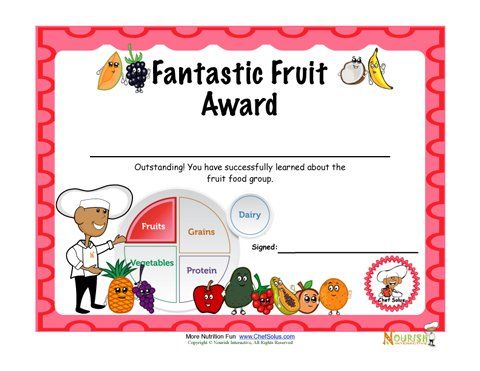 Fantastic Fruit
Award
Outstanding! You have successfully learned about the
fruit food group.
Dairy
Fruits
Grains
Vegetables
Protein
Signed:
Chef Solus
More Nutrition Fun www.ChefSolus.com
Copyright © Nourish Interactive, All Rights Reserved
Nourish